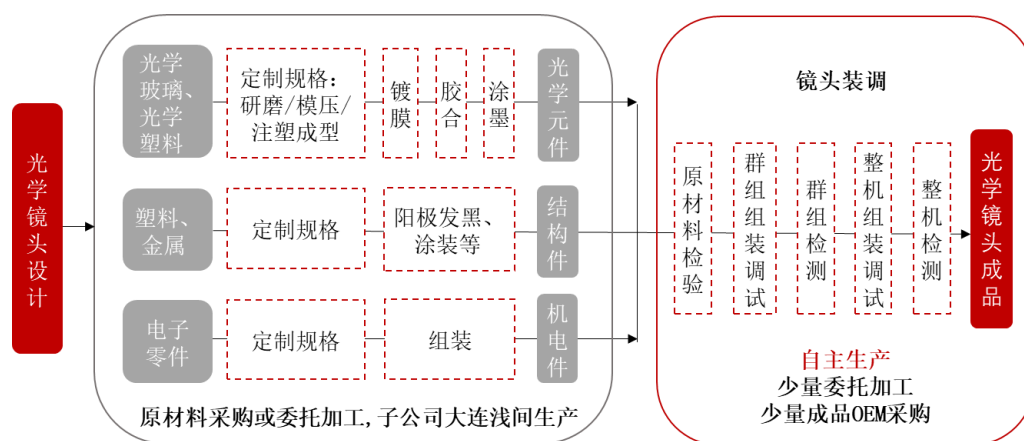 光学镜头设计
光学
玻璃、
光学
塑料
定制规格：
研磨/模压/
注塑成型
镀膜
胶合
涂墨
光学元件
塑料、
金属
定制规格
阳极发黑、
涂装等
结构件
电子
零件
定制规格
组装
机电件
原材料采购或委托加工,子公司大连浅间生产
镜头装调
原材料检验
群组组装调试
群组检测
整机组装调试
整机检测
光学镜头成品
自主生产
少量委托加工
少量成品OEM采购